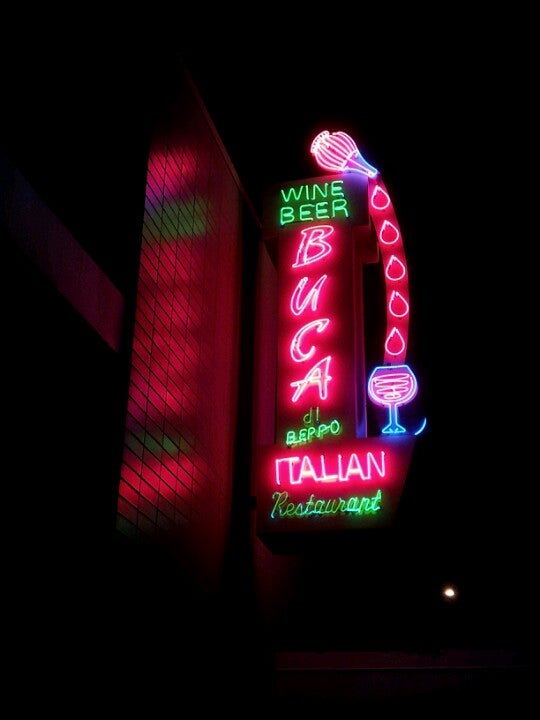 WINE
BEER
BUCA
di
BEPPO
ITALIAN
Restaurant